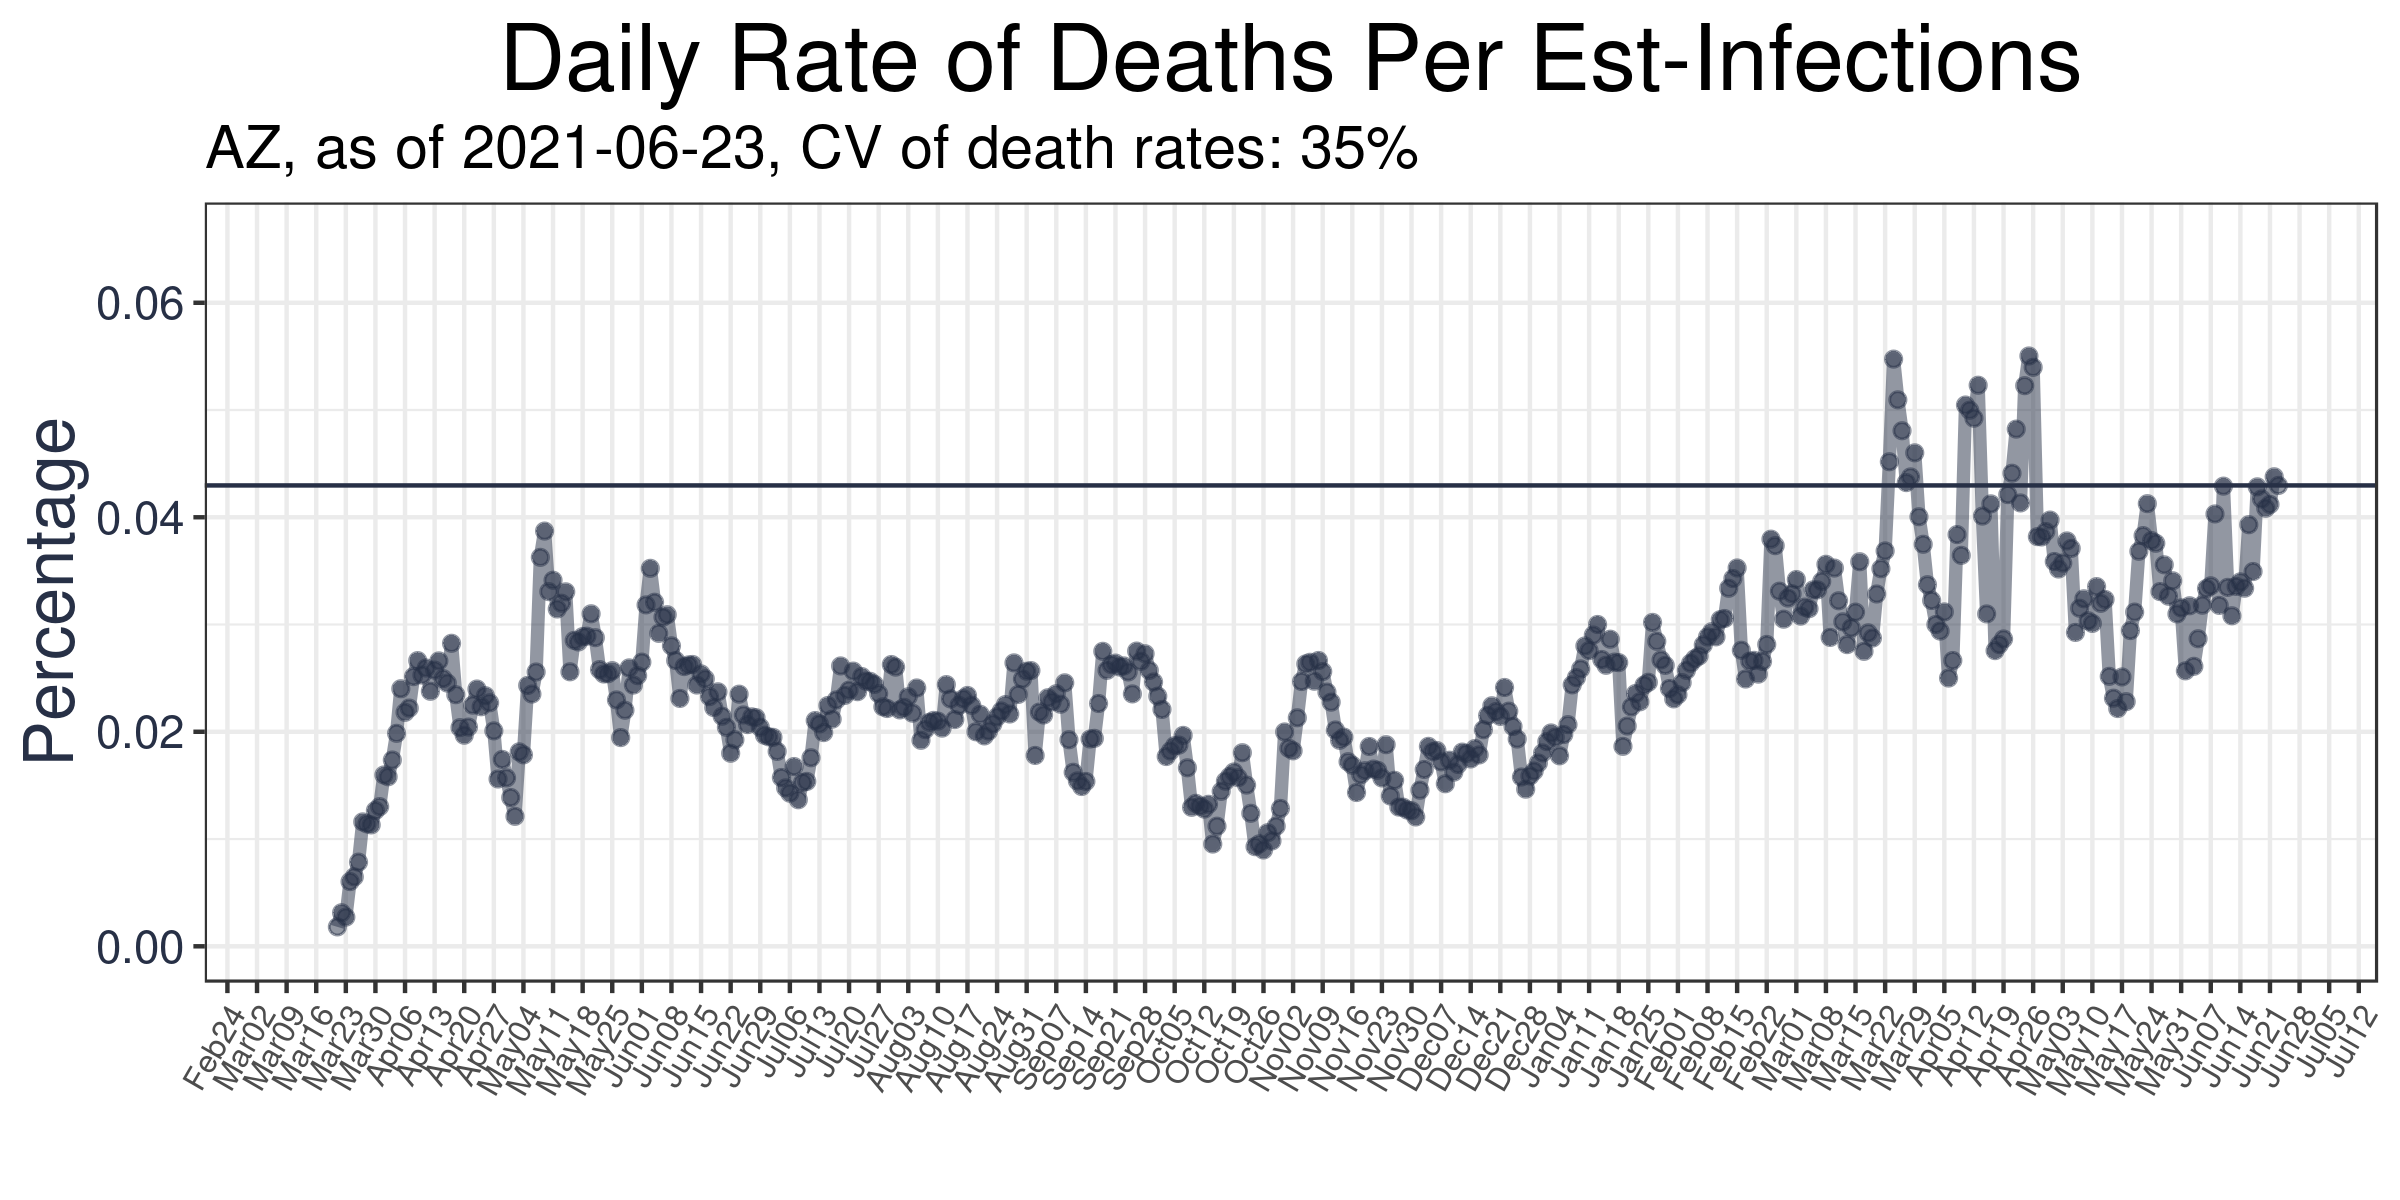 Daily Rate of Deaths Per Est-Infections
AZ, as of 2021-06-23, CV of death rates: 35%
Percentage
0.06
0.04
0.02
0.00
Feb24
Mar02
Mar09
Mar16
Mar23
Mar30
Apr06
Apr13
Apr20
Apr27
May04
May11
May18
May25
Jun01
Jun08
Jun15
Jun22
Jun29
Jul06
Jul13
Jul20
Jul27
Aug03
Aug10
Aug17
Aug24
Aug31
Sep07
Sep14
Sep21
Sep28
Oct05
Oct12
Oct19
Oct26
Nov02
Nov09
Nov16
Nov23
Nov30
Dec07
Dec14
Dec21
Dec28
Jan04
Jan11
Jan18
Jan25
Feb01
Feb08
Feb15
Feb22
Mar01
Mar08
Mar15
Mar22
Mar29
Apr05
Apr12
Apr19
Apr26
May03
May10
May17
May24
May31
Jun07
Jun14
Jun21
Jun28
Jul05
Jul12